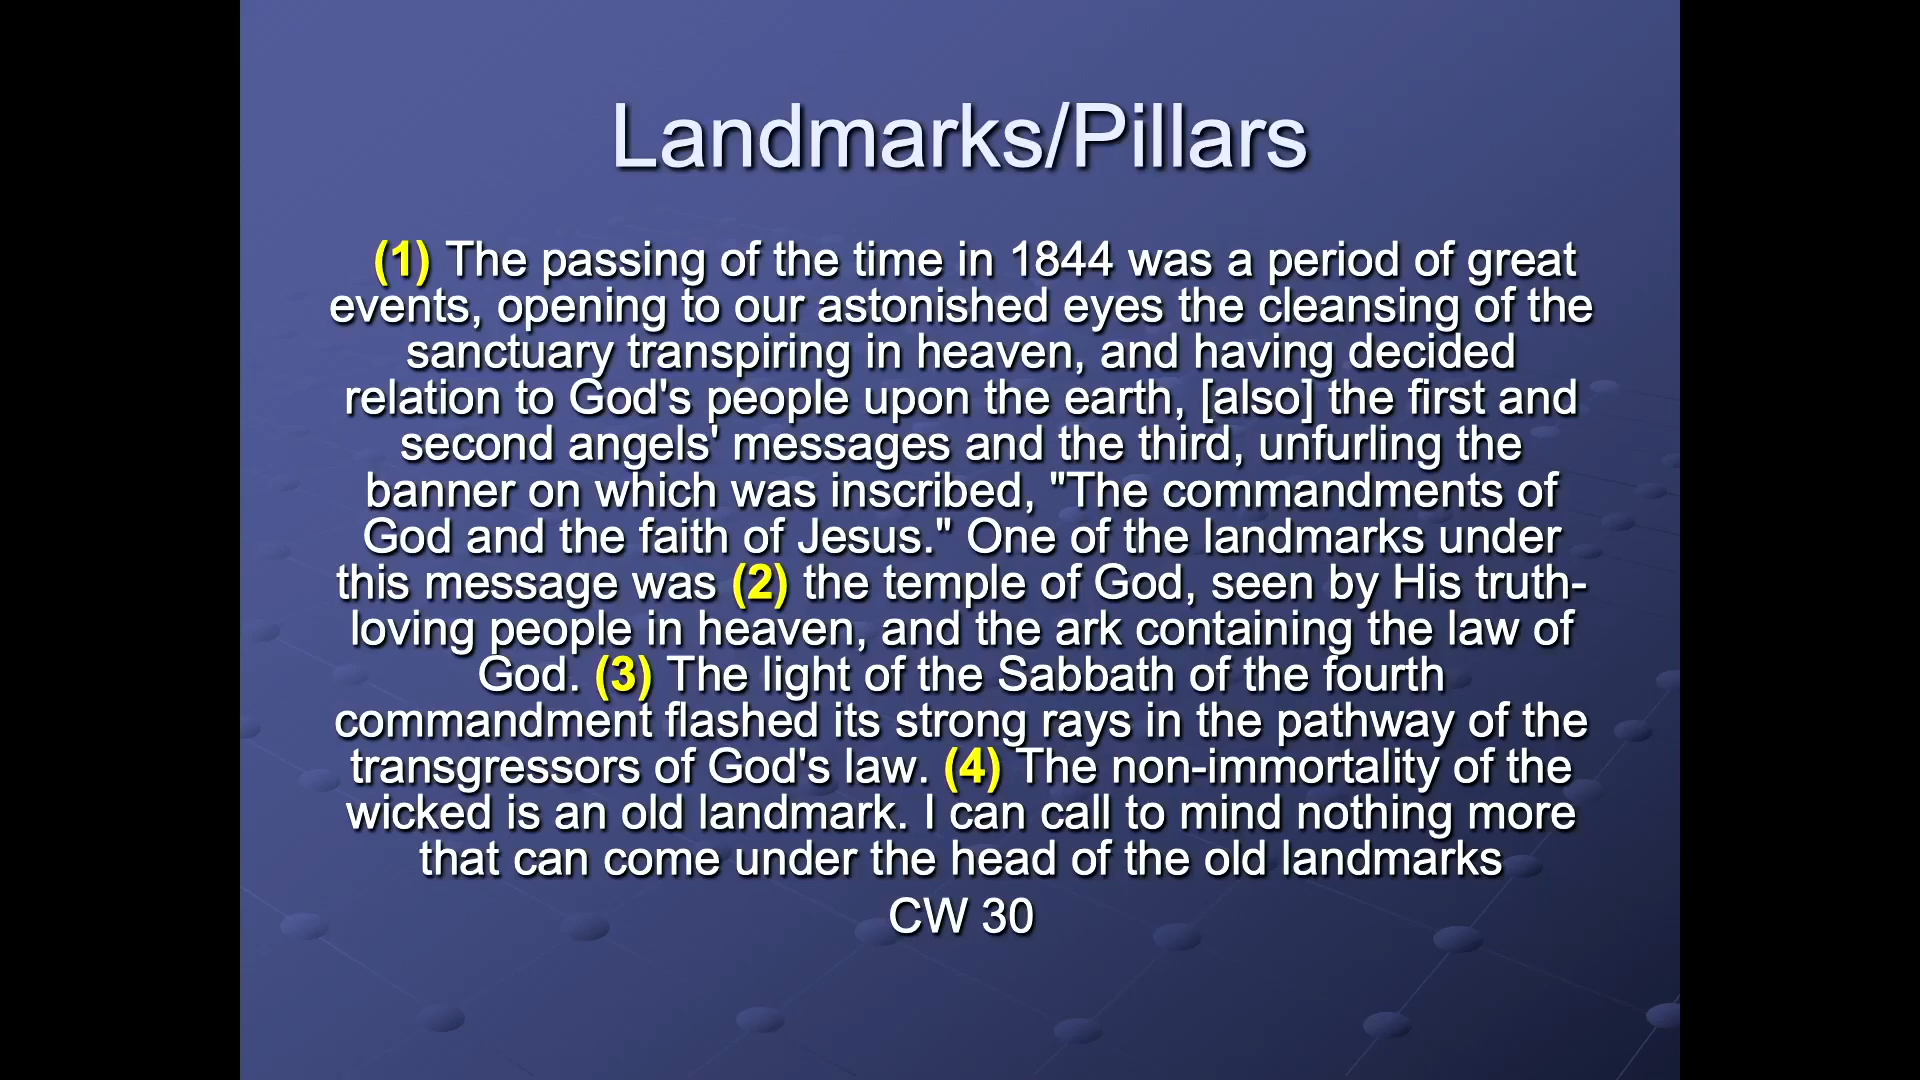 Landmarks/Pillars
(1) The passing of the time in 1844 was a period of great
events, opening to our astonished eyes the cleansing of the
sanctuary transpiring in heaven, and having decided
relation to God's people upon the earth, [also] the first and
second angels' messages and the third, unfurling the
banner on which was inscribed, "The commandments of
God and the faith of Jesus." One of the landmarks under
this message was (2) the temple of God, seen by His truth-
loving people in heaven, and the ark containing the law of
God. (3) The light of the Sabbath of the fourth
commandment flashed its strong rays in the pathway of the
transgressors of God's law. (4) The non-immortality of the
wicked is an old landmark. I can call to mind nothing more
that can come under the head of the old landmarks
CW 30